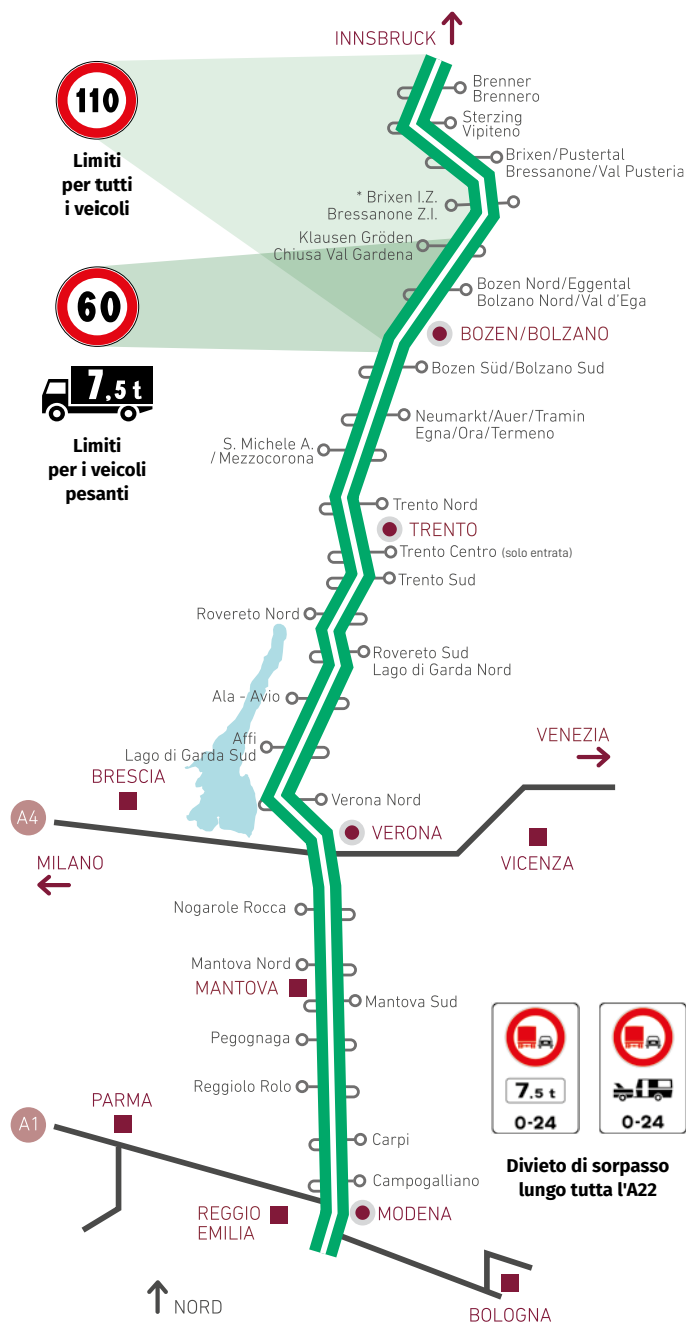 INNSBRUCK
Brenner
Brennero
110
Sterzing
Vipiteno
Limiti
per tutti
i veicoli
Brixen/Pustertal
Bressanone/Val Pusteria
* Brixen I.Z.
Bressanone Z.I.
Klausen Gröden
Chiusa Val Gardena
60
Bozen Nord/Eggental
Bolzano Nord/Val d'Ega
BOZEN/BOLZANO
7,5 t
Bozen Süd/Bolzano Sud
Limiti
per i veicoli
pesanti
Neumarkt/Auer/Tramin
Egna/Ora/Termeno
S. Michele A.
/Mezzocorona
Trento Nord
TRENTO
Trento Centro (solo entrata)
Trento Sud
Rovereto Nord
Rovereto Sud
Lago di Garda Nord
Ala - Avio
Affi
Lago di Garda Sud
VENEZIA
BRESCIA
Verona Nord
A4
VERONA
MILANO
VICENZA
Nogarole Rocca
Mantova Nord
MANTOVA
Mantova Sud
Pegognaga
Reggiolo Rolo
7.5 t
0-24
0-24
PARMA
A1
Carpi
Divieto di sorpasso
lungo tutta l'A22
Campogalliano
REGGIO
EMILIA
MODENA
NORD
BOLOGNA